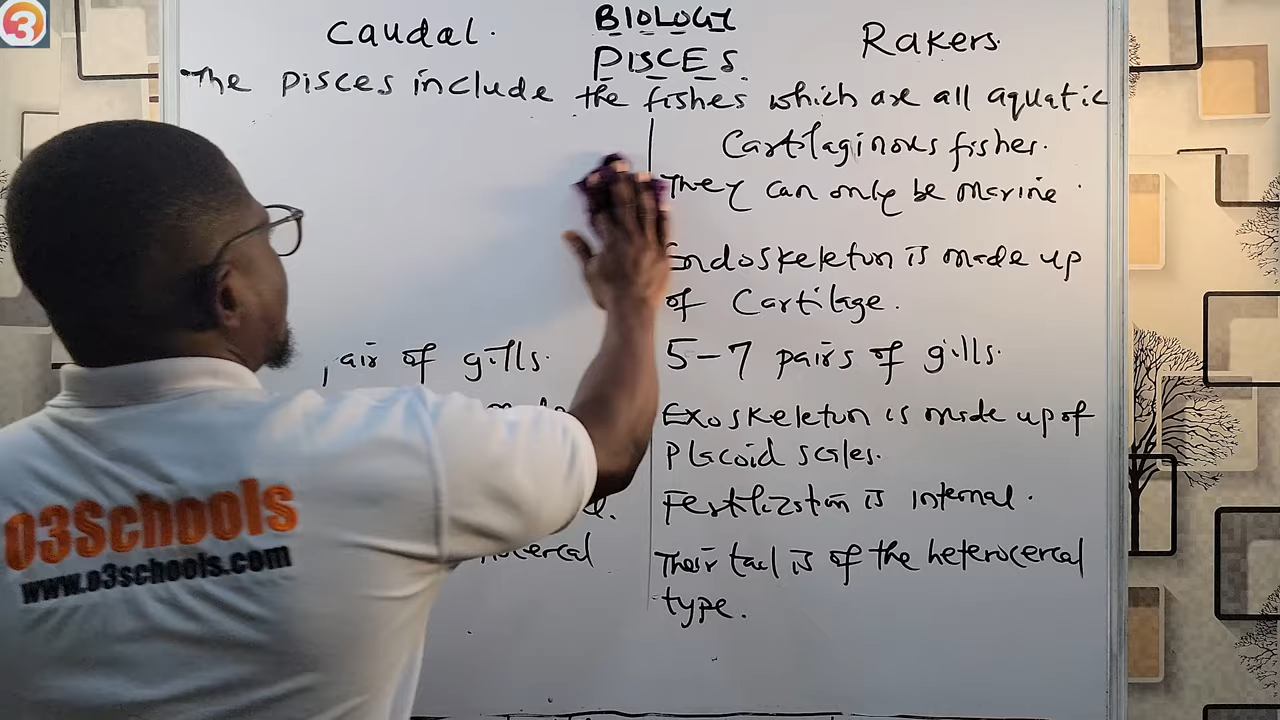 BIOLOGY
Caudal.
PISCES.
Rakers
The Pisces include the fishes which are all aquatic
Cartilaginous fishes.
They can only be marine.
Endoskeleton is made up
of Cartilage.
air of gills.
5-7 pairs of gills.
Exoskeleton is made up of
Placoid scales.
Fertilization is internal.
Their tail is of the heterocercal
type.
O3Schools
www.o3schools.com
3